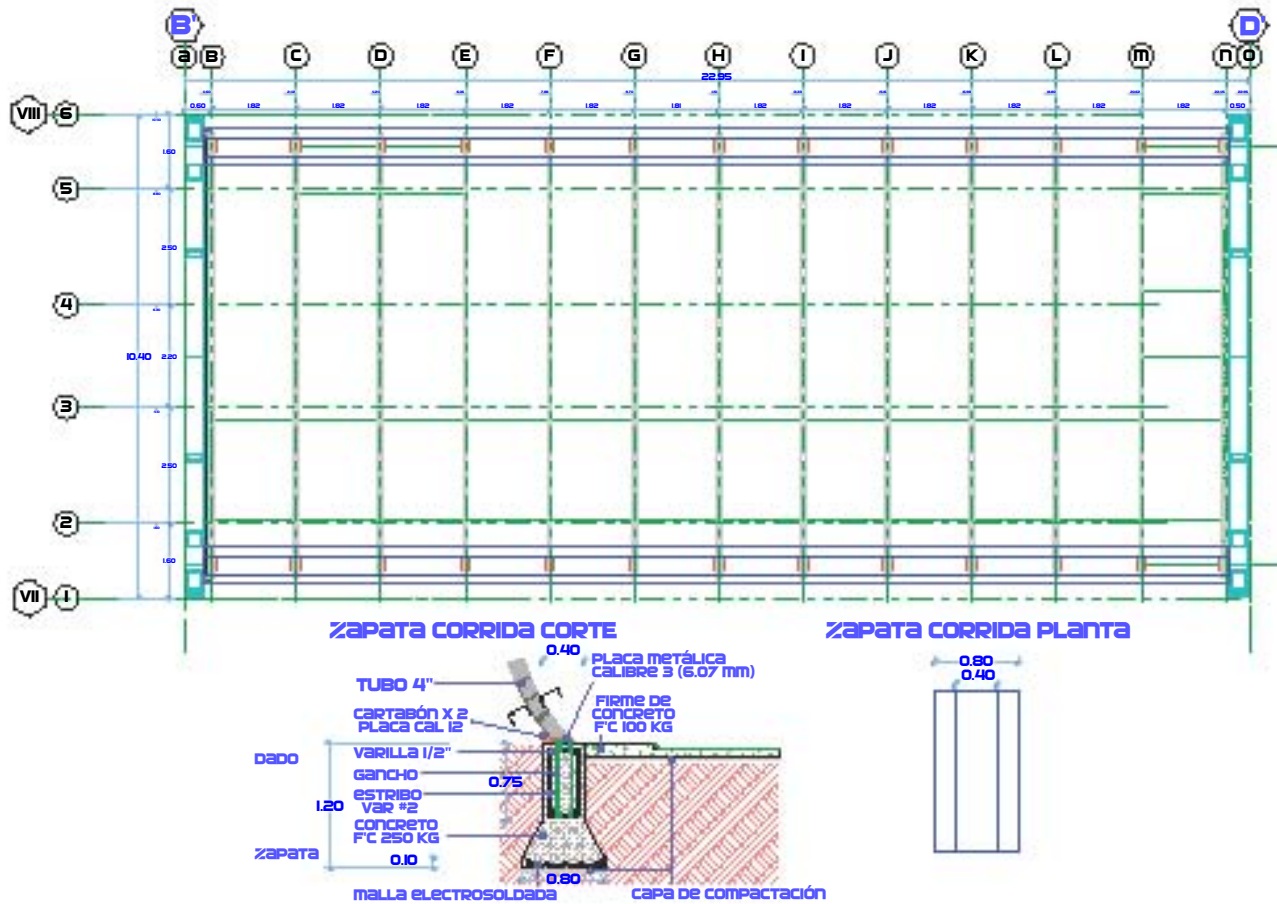 B' D'
a B C D E F G H I J K L m n o
22.95
0.60 1.82 1.82 1.82 1.82 1.82 1.81 1.82 1.82 1.82 1.82 1.82 1.82 0.50
VIII 6
1.60
5
2.50
4
10.40 2.20
3
2.50
2
1.60
VII 1
ZAPATA CORRIDA CORTE
ZAPATA CORRIDA PLANTA
0.40
PLACA METÁLICA
CALIBRE 3 (6.07 MM)
TUBO 4"
FIRME DE
CONCRETO
F'C 100 KG
CARTABÓN X 2
PLACA CAL 12
DADO
VARILLA 1/2"
GANCHO
0.75
ESTRIBO
VAR #2
1.20
CONCRETO
F'C 250 KG
ZAPATA
0.10
0.80
MALLA ELECTROSOLDADA
CAPA DE COMPACTACIÓN
0.80
0.40